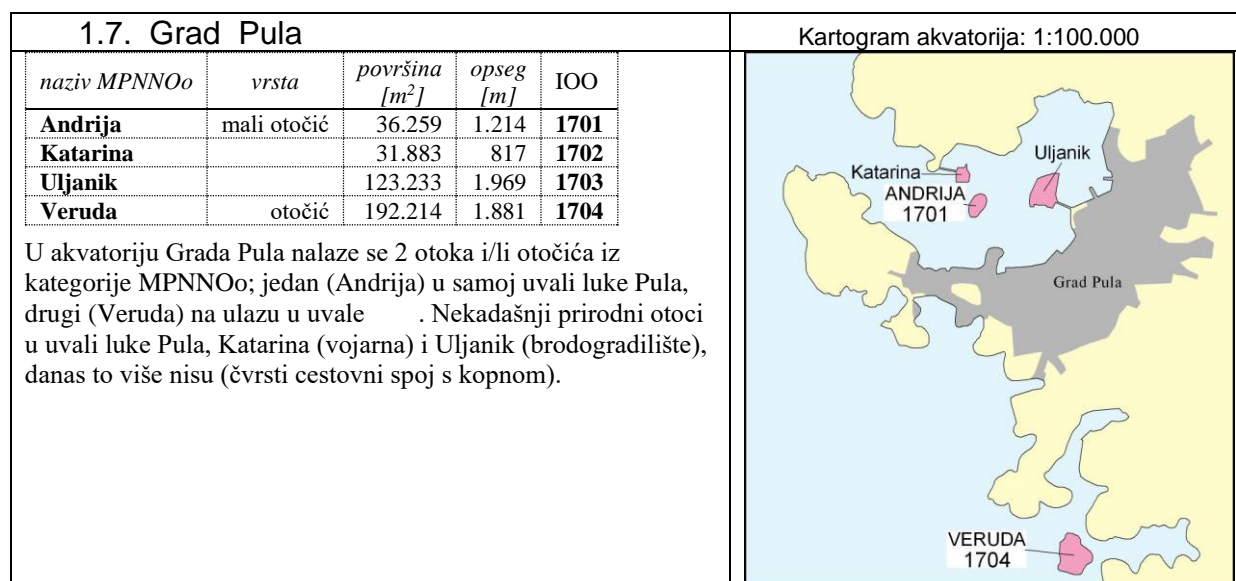 1.7. Grad Pula
naziv MPNNOo vrsta površina [m²] opseg [m] IOO
Andrija mali otočić 36.259 1.214 1701
Katarina 31.883 817 1702
Uljanik 123.233 1.969 1703
Veruda otočić 192.214 1.881 1704
U akvatoriju Grada Pula nalaze se 2 otoka i/li otočića iz
kategorije MPNNOo; jedan (Andrija) u samoj uvali luke Pula,
drugi (Veruda) na ulazu u uvale . Nekadašnji prirodni otoci
u uvali luke Pula, Katarina (vojarna) i Uljanik (brodogradilište),
danas to više nisu (čvrsti cestovni spoj s kopnom).
Kartogram akvatorija: 1:100.000
Uljanik
Katarina
ANDRIJA
1701
Grad Pula
VERUDA
1704